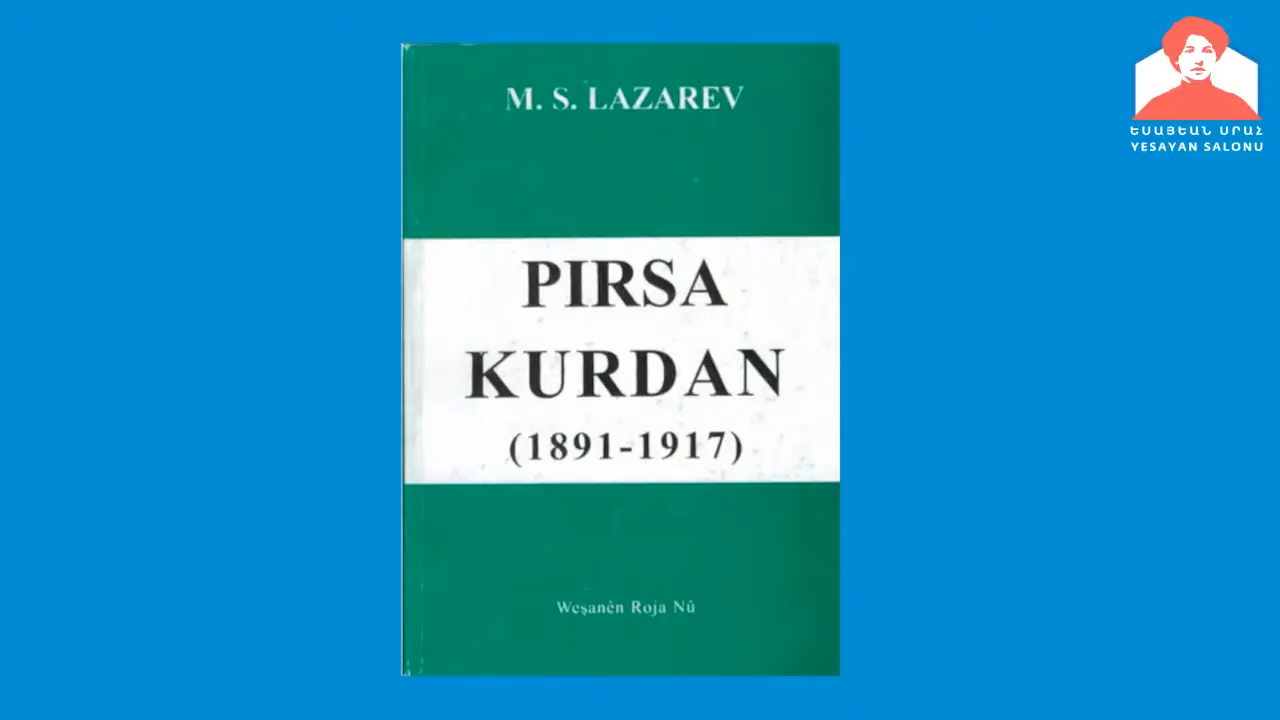 M. S. LAZAREV
PIRSA
KURDAN
(1891-1917)
Weşanên Roja Nû
ԵՍԱՅԵԱՆ ՍՐԱՀ
YESAYAN SALONU